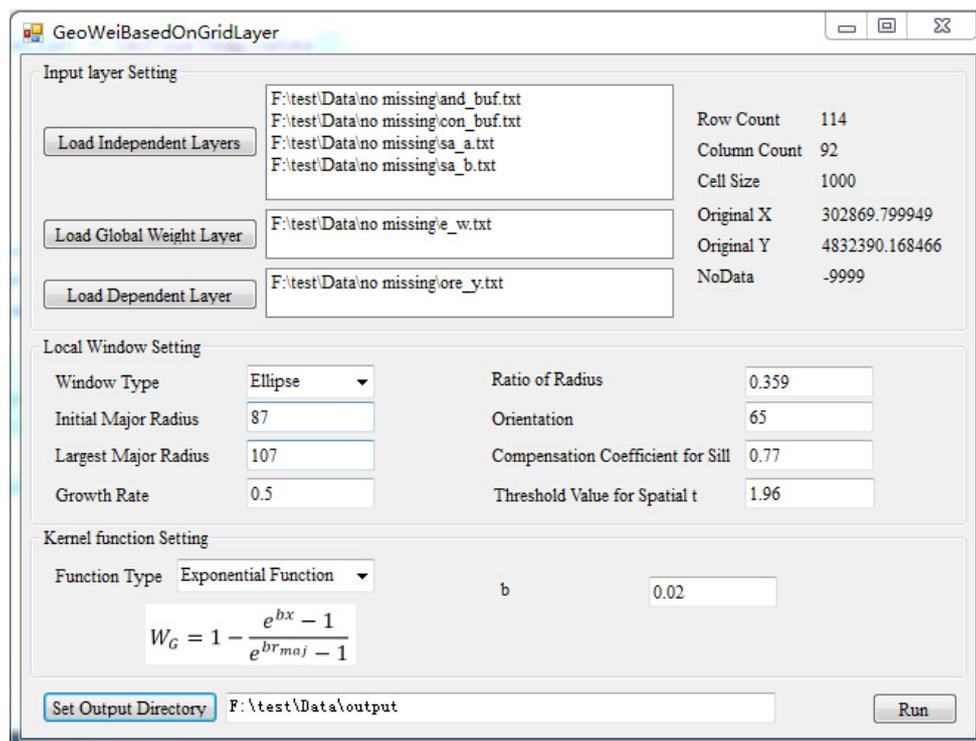 GeoWeiBasedOnGridLayer
Input layer Setting
Load Independent Layers
F:\test\Data\no missing\and_buf.txt
F:\test\Data\no missing\con_buf.txt
F:\test\Data\no missing\sa_a.txt
F:\test\Data\no missing\sa_b.txt
Load Global Weight Layer
F:\test\Data\no missing\e_w.txt
Load Dependent Layer
F:\test\Data\no missing\ore_y.txt
Row Count 114
Column Count 92
Cell Size 1000
Original X 302869.799949
Original Y 4832390.168466
NoData -9999
Local Window Setting
Window Type Ellipse
Ratio of Radius 0.359
Initial Major Radius 87
Orientation 65
Largest Major Radius 107
Compensation Coefficient for Sill 0.77
Growth Rate 0.5
Threshold Value for Spatial t 1.96
Kernel function Setting
Function Type Exponential Function
b 0.02
W_G = 1 - \frac{e^{bx} - 1}{e^{br_{maj}} - 1}
Set Output Directory F:\test\Data\output
Run